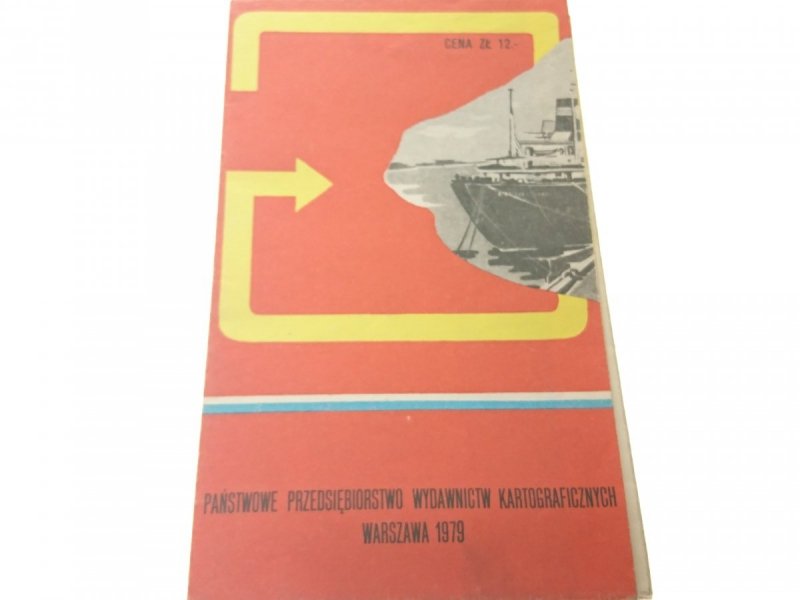 CENA ZŁ 12.-
PAŃSTWOWE PRZEDSIĘBIORSTWO WYDAWNICTW KARTOGRAFICZNYCH
WARSZAWA 1979